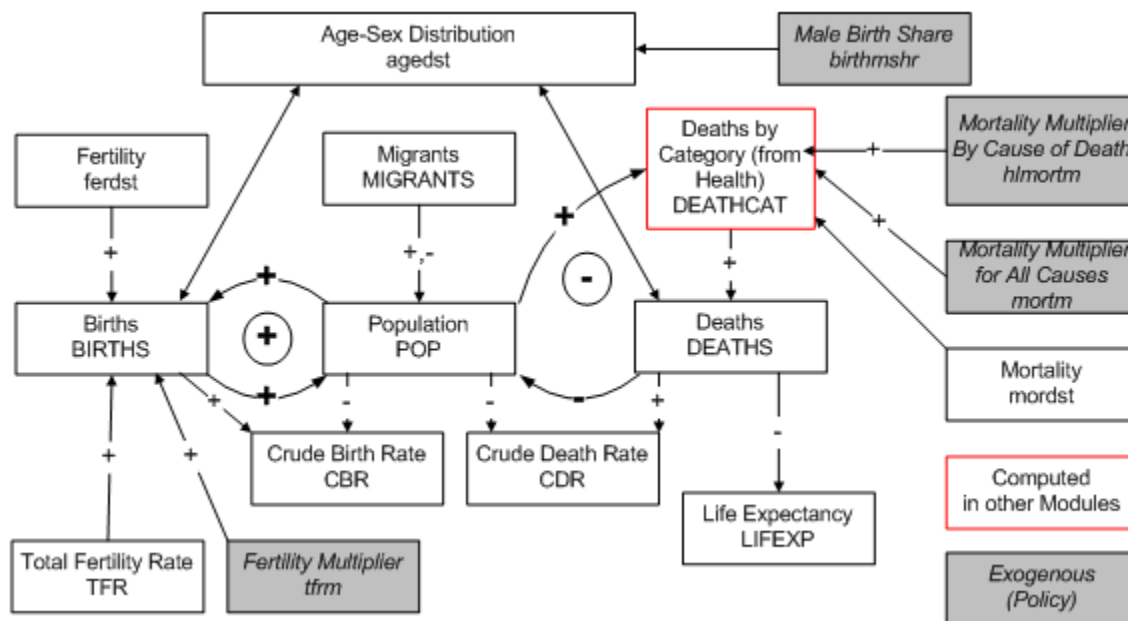 Age-Sex Distribution
agedst
Male Birth Share
birthmshr
Fertility
ferdst
Migrants
MIGRANTS
Deaths by
Category (from
Health)
DEATHCAT
Mortality Multiplier
By Cause of Death
hlmortm
+
+
+
+
+,-
+
-
+
Mortality Multiplier
for All Causes
mortm
Births
BIRTHS
+
Population
POP
Deaths
DEATHS
Mortality
mordst
+
-
+
-
-
+
-
Crude Birth Rate
CBR
Crude Death Rate
CDR
+
+
Computed
in other Modules
Life Expectancy
LIFEXP
Total Fertility Rate
TFR
Fertility Multiplier
tfrm
Exogenous
(Policy)